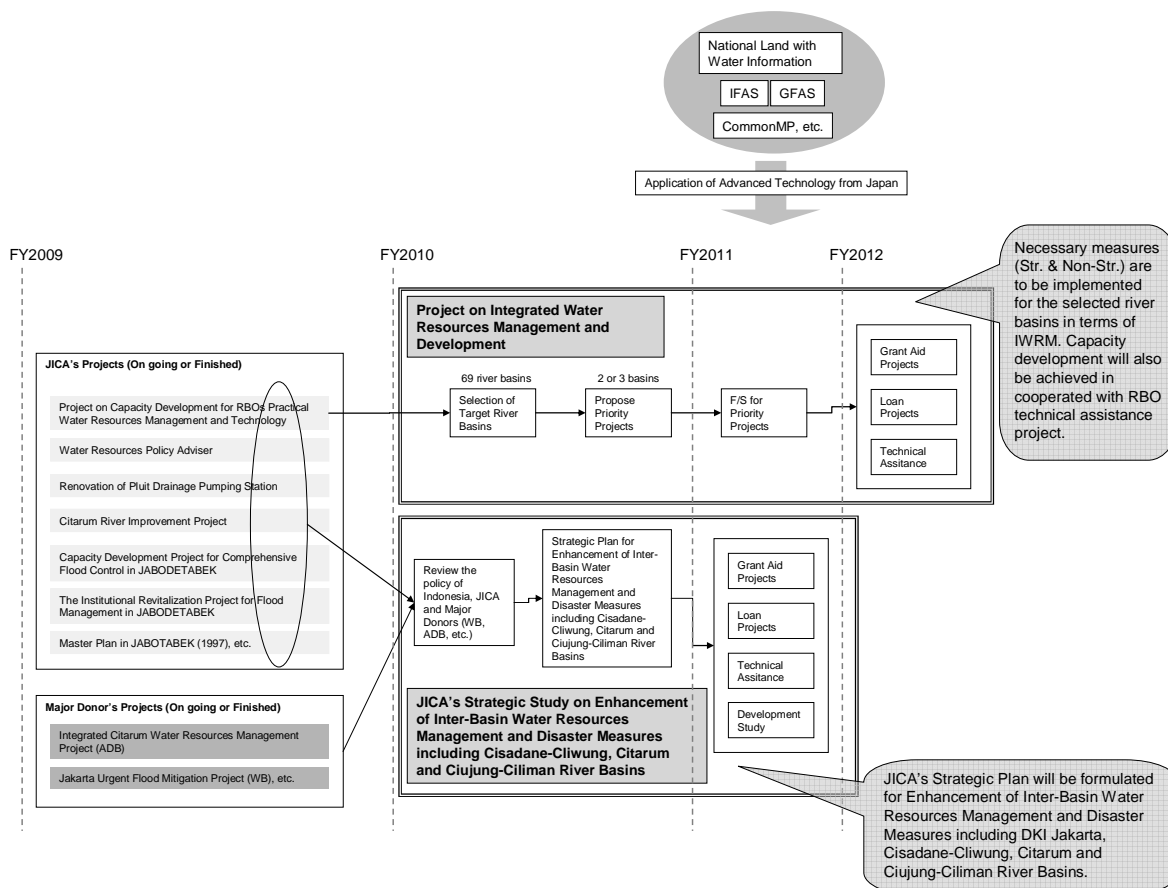 National Land with
Water Information
IFAS
GFAS
CommonMP, etc.
Application of Advanced Technology from Japan
FY2009
FY2010
FY2011
FY2012
Necessary measures
(Str. & Non-Str.) are
to be implemented
for the selected river
basins in terms of
IWRM. Capacity
development will also
be achieved in
cooperated with RBO
technical assistance
project.
Project on Integrated Water
Resources Management and
Development
69 river basins
Selection of
Target River
Basins
2 or 3 basins
Propose
Priority
Projects
F/S for
Priority
Projects
Grant Aid
Projects
Loan
Projects
Technical
Assitance
JICA's Projects (On going or Finished)
Project on Capacity Development for RBOs Practical
Water Resources Management and Technology
Water Resources Policy Adviser
Renovation of Pluit Drainage Pumping Station
Citarum River Improvement Project
Capacity Development Project for Comprehensive
Flood Control in JABODETABEK
The Institutional Revitalization Project for Flood
Management in JABODETABEK
Master Plan in JABOTABEK (1997), etc.
Major Donor's Projects (On going or Finished)
Integrated Citarum Water Resources Management
Project (ADB)
Jakarta Urgent Flood Mitigation Project (WB), etc.
Review the
policy of
Indonesia, JICA
and Major
Donors (WB,
ADB, etc.)
Strategic Plan for
Enhancement of Inter-
Basin Water
Resources
Management and
Disaster Measures
including Cisadane-
Cliwung, Citarum and
Ciujung-Ciliman River
Basins
Grant Aid
Projects
Loan
Projects
Technical
Assitance
Development
Study
JICA's Strategic Study on Enhancement
of Inter-Basin Water Resources
Management and Disaster Measures
including Cisadane-Cliwung, Citarum
and Ciujung-Ciliman River Basins
JICA's Strategic Plan will be formulated
for Enhancement of Inter-Basin Water
Resources Management and Disaster
Measures including DKI Jakarta,
Cisadane-Cliwung, Citarum and
Ciujung-Ciliman River Basins.